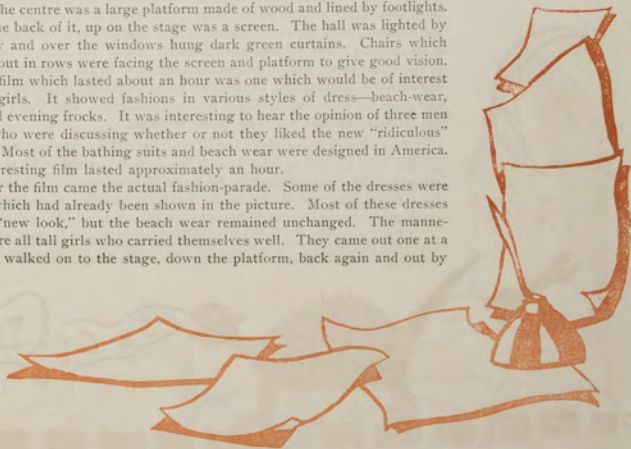 he centre was a large platform made of wood and lined by footlights.
e back of it, up on the stage was a screen. The hall was lighted by
and over the windows hung dark green curtains. Chairs which
out in rows were facing the screen and platform to give good vision.
film which lasted about an hour was one which would be of interest
girls. It showed fashions in various styles of dress—beach-wear,
evening frocks. It was interesting to hear the opinion of three men
ho were discussing whether or not they liked the new "ridiculous"
Most of the bathing suits and beach wear were designed in America.
resting film lasted approximately an hour.
r the film came the actual fashion-parade. Some of the dresses were
which had already been shown in the picture. Most of these dresses
"new look," but the beach wear remained unchanged. The manne-
re all tall girls who carried themselves well. They came out one at a
walked on to the stage, down the platform, back again and out by